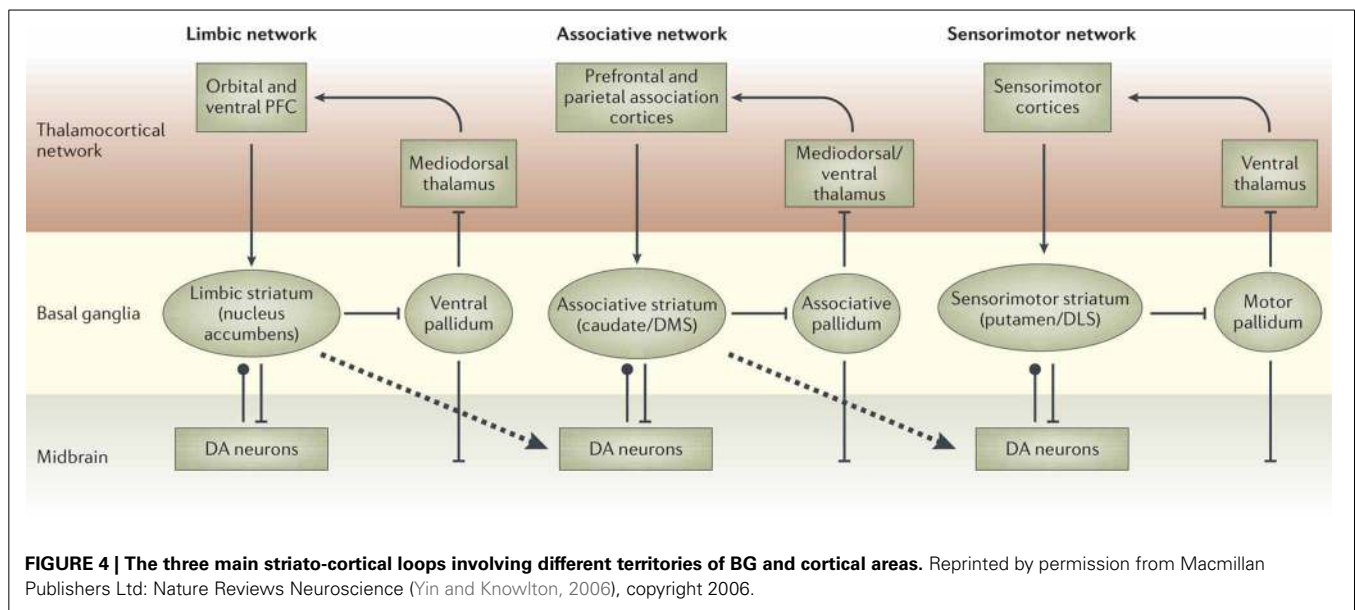 Limbic network
Associative network
Sensorimotor network
Orbital and
ventral PFC
Prefrontal and
parietal association
cortices
Sensorimotor
cortices
Thalamocortical
network
Mediodorsal
thalamus
Mediodorsal/
ventral
thalamus
Ventral
thalamus
Basal ganglia
Limbic striatum
(nucleus
accumbens)
Ventral
pallidum
Associative striatum
(caudate/DMS)
Associative
pallidum
Sensorimotor striatum
(putamen/DLS)
Motor
pallidum
Midbrain
DA neurons
DA neurons
DA neurons
FIGURE 4 | The three main striato-cortical loops involving different territories of BG and cortical areas. Reprinted by permission from Macmillan
Publishers Ltd: Nature Reviews Neuroscience (Yin and Knowlton, 2006), copyright 2006.